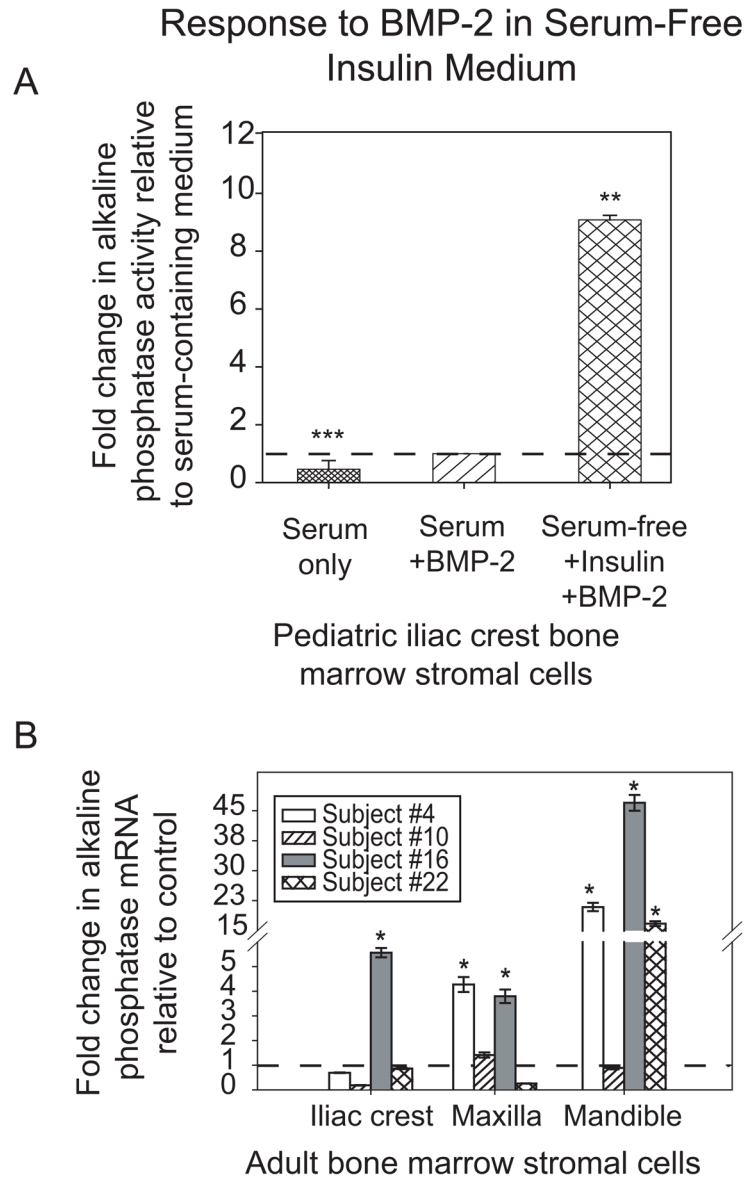 Response to BMP-2 in Serum-Free
Insulin Medium
A
Fold change in alkaline
phosphatase activity relative
to serum-containing medium
12
10
8
6
4
2
0
***
**
Serum
only
Serum
+BMP-2
Serum-free
+Insulin
+BMP-2
Pediatric iliac crest bone
marrow stromal cells
B
Fold change in alkaline
phosphatase mRNA
relative to control
45
38
30
23
15
5
4
3
2
1
0
Subject #4
Subject #10
Subject #16
Subject #22
*
*
*
*
*
*
Iliac crest
Maxilla
Mandible
Adult bone marrow stromal cells